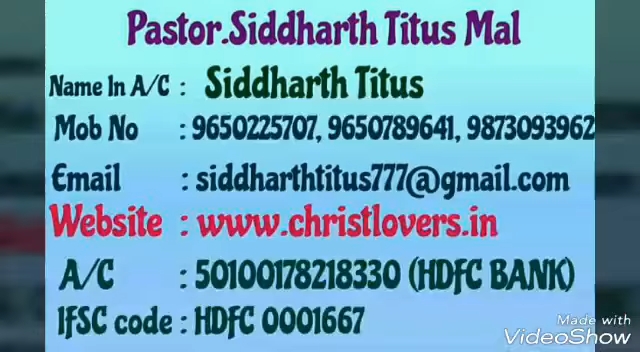 Pastor.Siddharth Titus Mal
Name In A/C : Siddharth Titus
Mob No : 9650225707, 9650789641, 9873093962
Email : siddharthtitus777@gmail.com
Website : www.christlovers.in
A/C : 50100178218330 (HDFC BANK)
IFSC code : HDFC 0001667
Made with
VideoShow